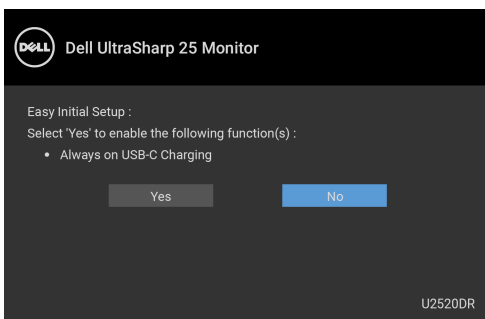 DELL Dell UltraSharp 25 Monitor
Easy Initial Setup :
Select 'Yes' to enable the following function(s) :
• Always on USB-C Charging
Yes No
U2520DR